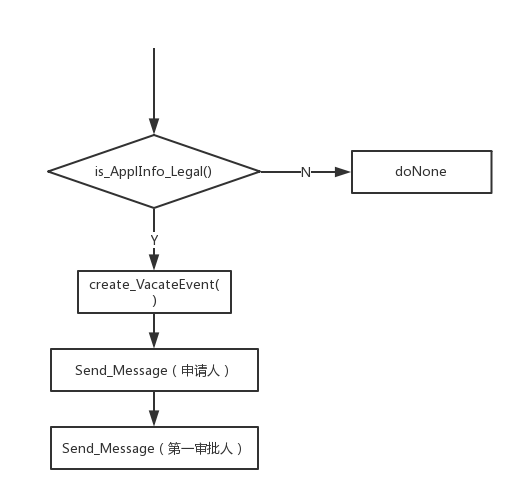 is_ApplInfo_Legal()
N
doNone
Y
create_VacateEvent(
)
Send_Message（申请人）
Send_Message（第一审批人）